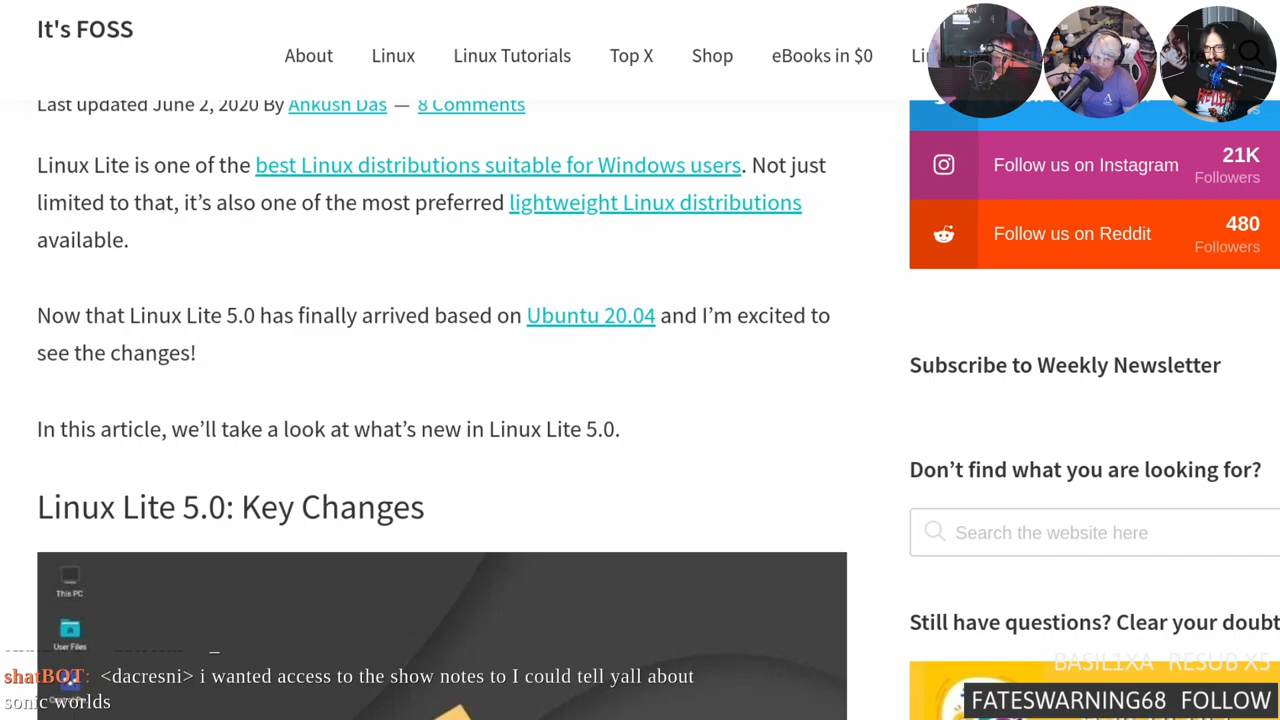 It's FOSS
About Linux Linux Tutorials Top X Shop eBooks in $0
Last updated June 2, 2020 By Ankush Das — 8 Comments
Linux Lite is one of the best Linux distributions suitable for Windows users. Not just
limited to that, it’s also one of the most preferred lightweight Linux distributions
available.
Now that Linux Lite 5.0 has finally arrived based on Ubuntu 20.04 and I’m excited to
see the changes!
In this article, we’ll take a look at what’s new in Linux Lite 5.0.
Linux Lite 5.0: Key Changes
This PC
User Files
shatBOT: <dacresni> i wanted access to the show notes to I could tell yall about
sonic worlds
Follow us on Instagram 21K
Followers
Follow us on Reddit 480
Followers
Subscribe to Weekly Newsletter
Don’t find what you are looking for?
Search the website here
Still have questions? Clear your doubt
BASIL1XA RESUB X5
FATESWARNING68 FOLLOW